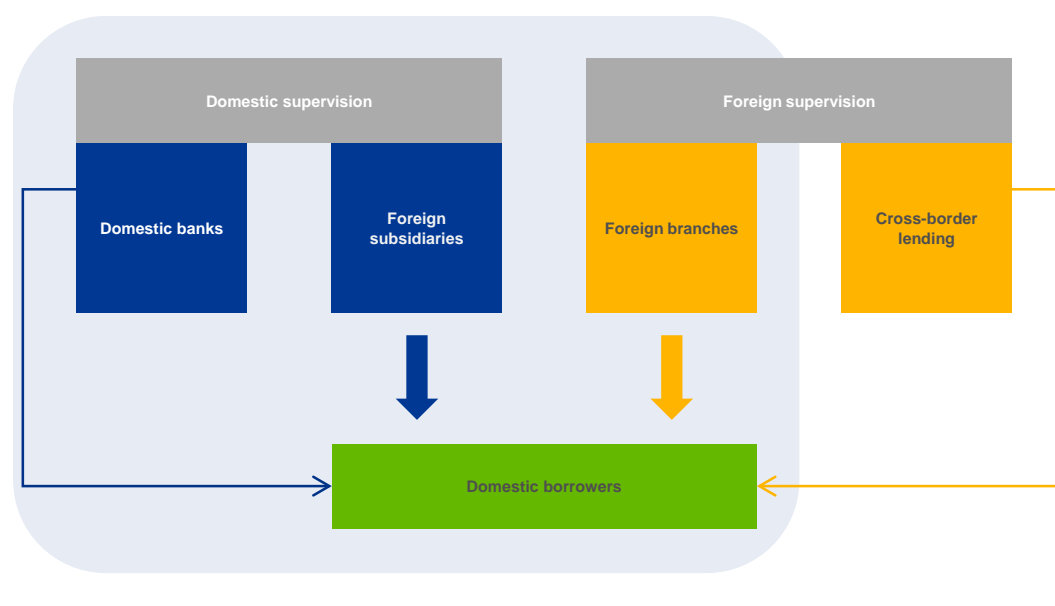 Domestic supervision
Foreign supervision
Domestic banks
Foreign
subsidiaries
Foreign branches
Cross-border
lending
Domestic borrowers